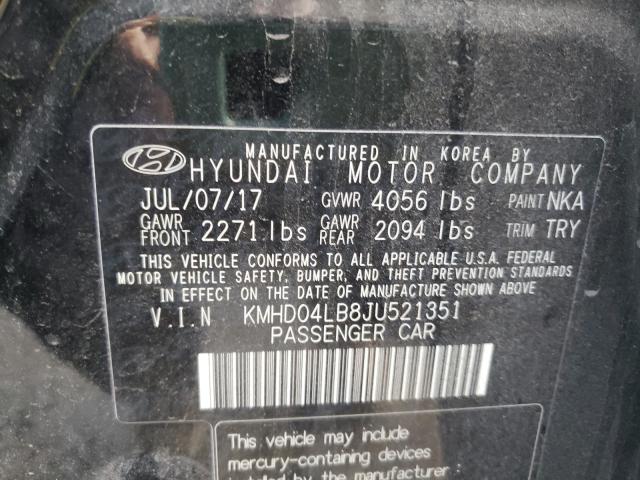 MANUFACTURED IN KOREA BY
HYUNDAI MOTOR COMPANY
JUL/07/17 GVWR 4056 lbs PAINT NKA
GAWR FRONT 2271 lbs GAWR REAR 2094 lbs TRIM TRY
THIS VEHICLE CONFORMS TO ALL APPLICABLE U.S.A. FEDERAL
MOTOR VEHICLE SAFETY, BUMPER, AND THEFT PREVENTION STANDARDS
IN EFFECT ON THE DATE OF MANUFACTURE SHOWN ABOVE
V.I.N KMHD04LB8JU521351
PASSENGER CAR
This vehicle may include
mercury-containing devices
installed by the manufacturer :